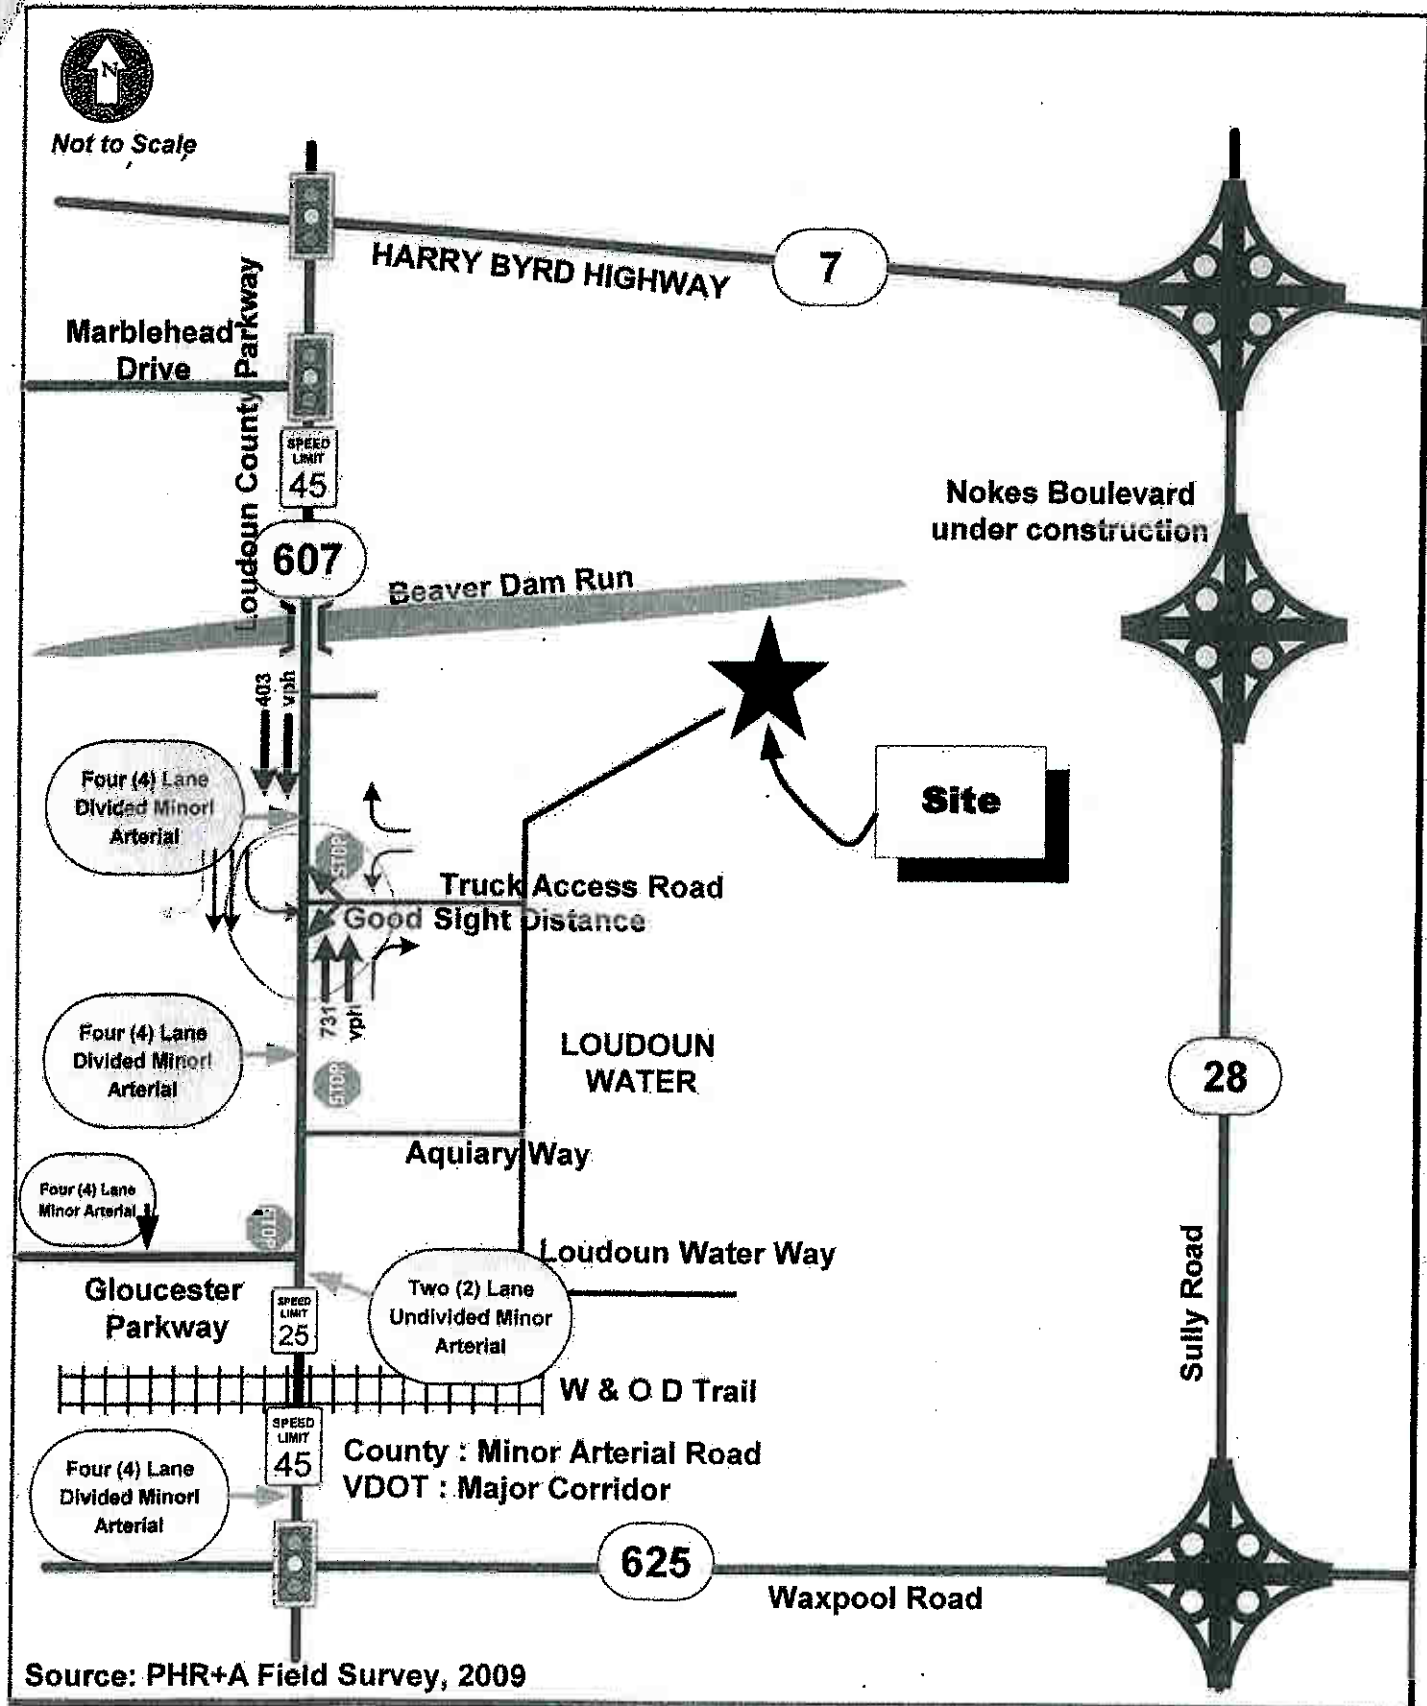 N
Not to Scale
HARRY BYRD HIGHWAY
7
Marblehead
Drive
Loudoun County Parkway
SPEED
LIMIT
45
607
Nokes Boulevard
under construction
Beaver Dam Run
403
vph
Four (4) Lane
Divided Minorl
Arterial
Site
STOP
Truck Access Road
Good Sight Distance
731
vph
Four (4) Lane
Divided Minorl
Arterial
STOP
LOUDOUN
WATER
28
Aquiary Way
Four (4) Lane
Minor Arterial
STOP
Loudoun Water Way
Gloucester
Parkway
SPEED
LIMIT
25
Two (2) Lane
Undivided Minor
Arterial
Sully Road
W & O D Trail
SPEED
LIMIT
45
County : Minor Arterial Road
VDOT : Major Corridor
Four (4) Lane
Divided Minorl
Arterial
625
Waxpool Road
Source: PHR+A Field Survey, 2009